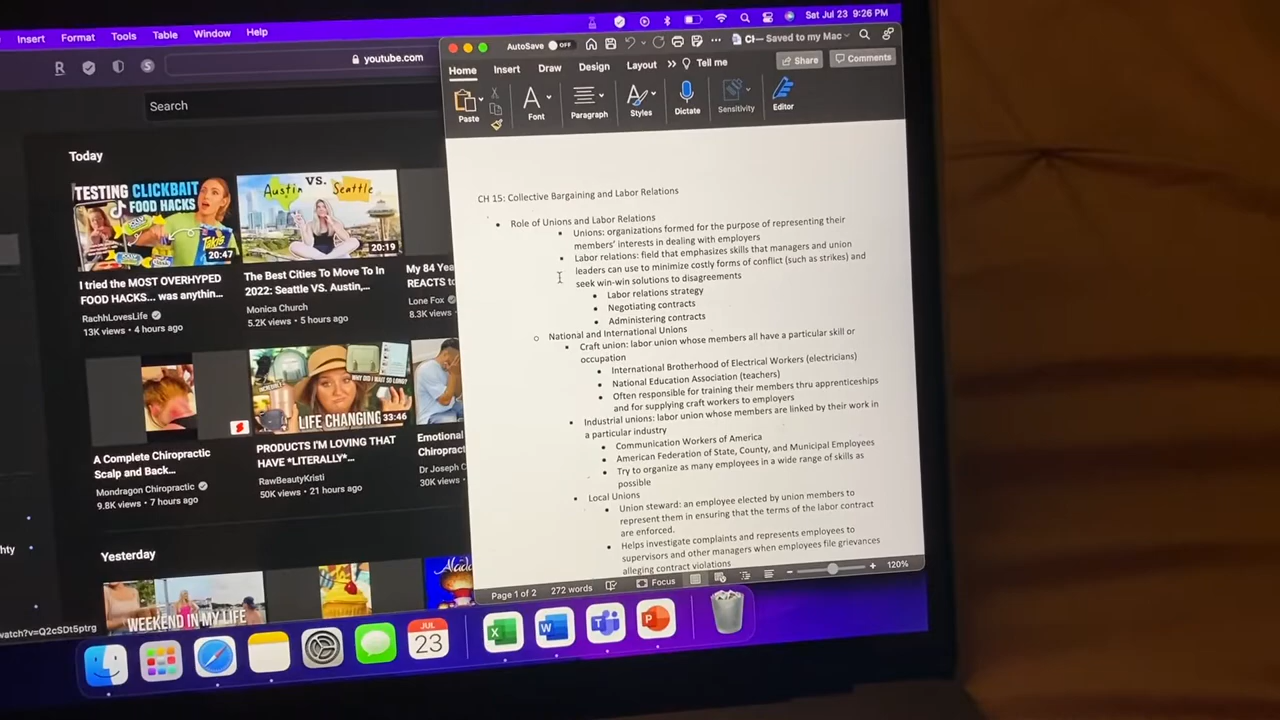 Insert Format Tools Table Window Help
Sat Jul 23 9:26 PM
youtube.com
Search
Today
TESTING CLICKBAIT
FOOD HACKS
20:47
I tried the MOST OVERHYPED
FOOD HACKS... was anythin...
RachhLovesLife
13K views • 4 hours ago
Austin VS. Seattle
20:19
The Best Cities To Move To In
2022: Seattle VS. Austin,...
Monica Church
5.2K views • 5 hours ago
My 84 Yea
REACTS to
Lone Fox
8.3K views
A Complete Chiropractic
Scalp and Back...
Mondragon Chiropractic
9.8K views • 7 hours ago
WHY DID I WAIT SO LONG?
LIFE CHANGING
33:46
PRODUCTS I'M LOVING THAT
HAVE *LITERALLY*...
RawBeautyKristi
50K views • 21 hours ago
Emotional
Chiropract
Dr Joseph C
30K views
Yesterday
WEEKEND IN MY LIFE
Alad
hty
watch?v=Q2cSDt5ptrg
AutoSave OFF
Saved to my Mac
Home Insert Draw Design Layout Tell me
Share Comments
Paste Font Paragraph Styles Dictate Sensitivity Editor
CH 15: Collective Bargaining and Labor Relations
• Role of Unions and Labor Relations
• Unions: organizations formed for the purpose of representing their
members' interests in dealing with employers
• Labor relations: field that emphasizes skills that managers and union
leaders can use to minimize costly forms of conflict (such as strikes) and
seek win-win solutions to disagreements
• Labor relations strategy
• Negotiating contracts
• Administering contracts
o National and International Unions
• Craft union: labor union whose members all have a particular skill or
occupation
• International Brotherhood of Electrical Workers (electricians)
• National Education Association (teachers)
• Often responsible for training their members thru apprenticeships
and for supplying craft workers to employers
• Industrial unions: labor union whose members are linked by their work in
a particular industry
• Communication Workers of America
• American Federation of State, County, and Municipal Employees
• Try to organize as many employees in a wide range of skills as
possible
• Local Unions
• Union steward: an employee elected by union members to
represent them in ensuring that the terms of the labor contract
are enforced.
• Helps investigate complaints and represents employees to
supervisors and other managers when employees file grievances
alleging contract violations
Page 1 of 2 272 words Focus 120%
JUL
23